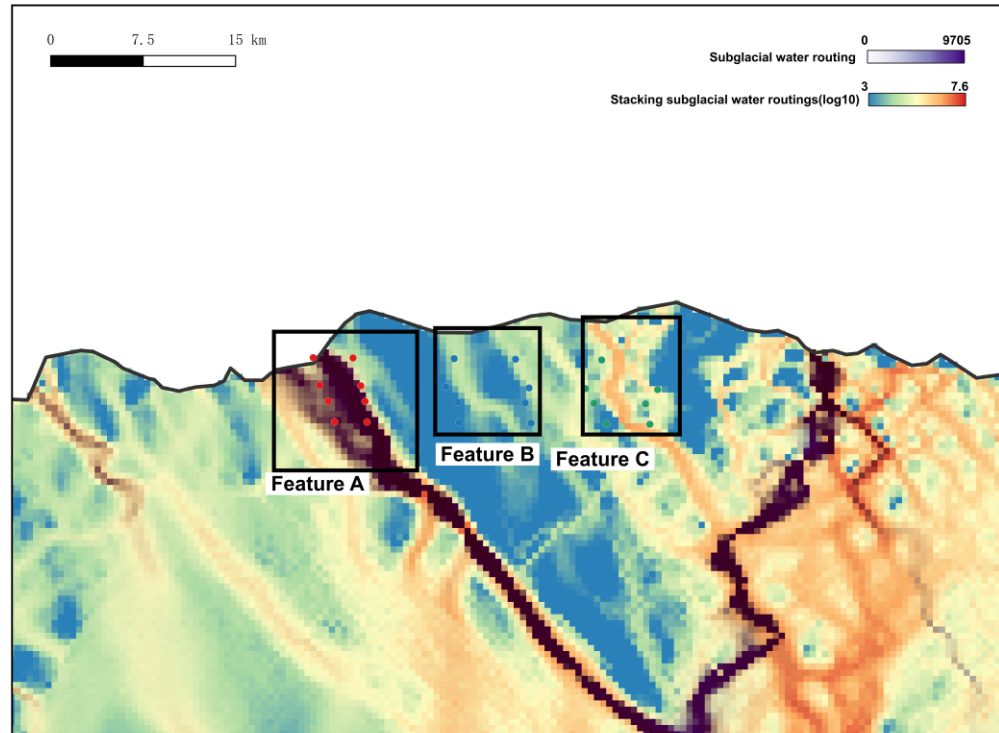 0 7.5 15 km
0 9705
Subglacial water routing
3 7.6
Stacking subglacial water routings(log10)
Feature A
Feature B
Feature C